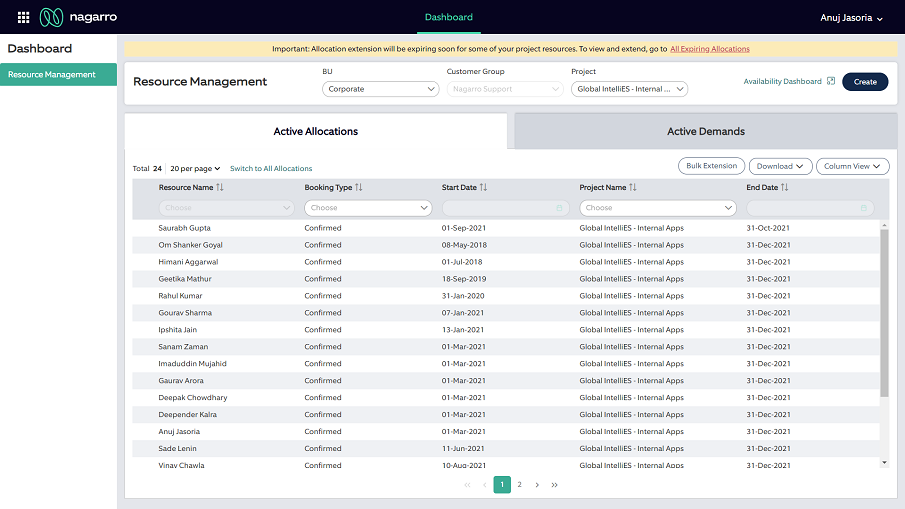 nagarro
Dashboard
Anuj Jasoria
Dashboard
Resource Management
Important: Allocation extension will be expiring soon for some of your project resources. To view and extend, go to All Expiring Allocations
Resource Management
BU
Corporate
Customer Group
Nagarro Support
Project
Global IntelliES - Internal ...
Availability Dashboard
Create
Active Allocations
Active Demands
Total 24 20 per page Switch to All Allocations
Bulk Extension Download Column View
Resource Name Booking Type Start Date Project Name End Date
Choose Choose Choose
Saurabh Gupta Confirmed 01-Sep-2021 Global IntelliES - Internal Apps 31-Oct-2021
Om Shanker Goyal Confirmed 08-May-2018 Global IntelliES - Internal Apps 31-Dec-2021
Himani Aggarwal Confirmed 01-Jul-2018 Global IntelliES - Internal Apps 31-Dec-2021
Geetika Mathur Confirmed 18-Sep-2019 Global IntelliES - Internal Apps 31-Dec-2021
Rahul Kumar Confirmed 31-Jan-2020 Global IntelliES - Internal Apps 31-Dec-2021
Gourav Sharma Confirmed 07-Jan-2021 Global IntelliES - Internal Apps 31-Dec-2021
Ipshita Jain Confirmed 13-Jan-2021 Global IntelliES - Internal Apps 31-Dec-2021
Sanam Zaman Confirmed 01-Mar-2021 Global IntelliES - Internal Apps 31-Dec-2021
Imaduddin Mujahid Confirmed 01-Mar-2021 Global IntelliES - Internal Apps 31-Dec-2021
Gaurav Arora Confirmed 01-Mar-2021 Global IntelliES - Internal Apps 31-Dec-2021
Deepak Chowdhary Confirmed 01-Mar-2021 Global IntelliES - Internal Apps 31-Dec-2021
Deepender Kalra Confirmed 01-Mar-2021 Global IntelliES - Internal Apps 31-Dec-2021
Anuj Jasoria Confirmed 01-Mar-2021 Global IntelliES - Internal Apps 31-Dec-2021
Sade Lenin Confirmed 11-Jun-2021 Global IntelliES - Internal Apps 31-Dec-2021
Vinay Chawla Confirmed 10-Aug-2021 Global IntelliES - Internal Apps 31-Dec-2021
1 2